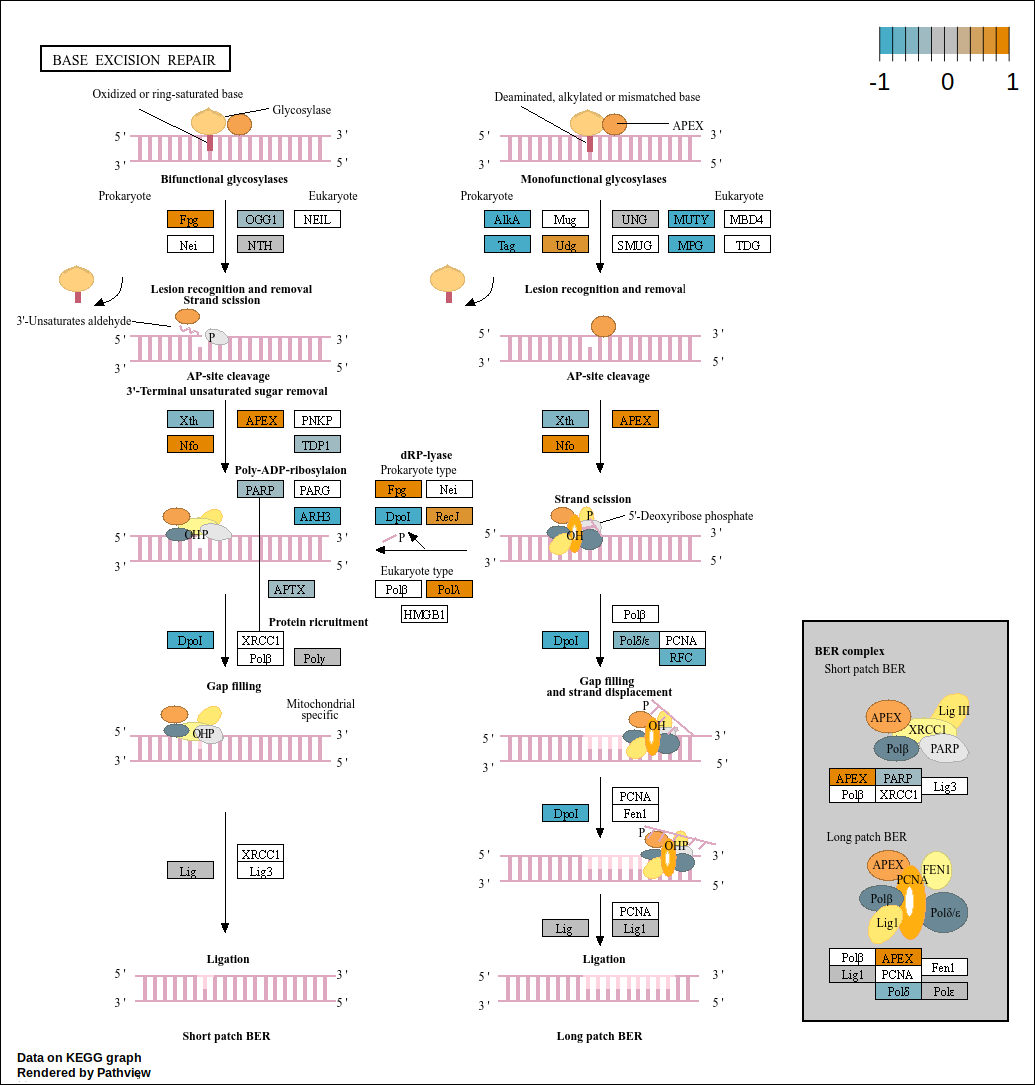 BASE EXCISION REPAIR
-1 0 1
Oxidized or ring-saturated base
Glycosylase
5' 3'
3' 5'
Bifunctional glycosylases
Prokaryote Eukaryote
Fpg OGG1 NEIL
Nei NTH
Lesion recognition and removal
Strand scission
3'-Unsaturates aldehyde
P
5' 3'
3' 5'
AP-site cleavage
3'-Terminal unsaturated sugar removal
Xth APEX PNKP
Nfo TDP1
Poly-ADP-ribosylaion
PARP PARG
ARH3
OHP
5' 3'
3' 5'
APTX
Protein ricruitment
DpoI XRCC1
Polβ Polγ
Gap filling
Mitochondrial
specific
OHP
5' 3'
3' 5'
XRCC1
Lig Lig3
Ligation
5' 3'
3' 5'
Short patch BER
dRP-lyase
Prokaryote type
Fpg Nei
DpoI RecJ
P
Eukaryote type
Polβ Polλ
HMGB1
Deaminated, alkylated or mismatched base
APEX
5' 3'
3' 5'
Monofunctional glycosylases
Prokaryote Eukaryote
AlkA Mug UNG MUTY MBD4
Tag Udg SMUG MPG TDG
Lesion recognition and removal
5' 3'
3' 5'
AP-site cleavage
Xth APEX
Nfo
Strand scission
P
5'-Deoxyribose phosphate
OH
5' 3'
3' 5'
Polβ
DpoI Polδ/ε PCNA
RFC
Gap filling
and strand displacement
P
OH
5' 3'
3' 5'
PCNA
DpoI Fen1
P
OHP
5' 3'
3' 5'
PCNA
Lig Lig1
Ligation
5' 3'
3' 5'
Long patch BER
BER complex
Short patch BER
APEX Lig III
XRCC1
Polβ PARP
APEX PARP Lig3
Polβ XRCC1
Long patch BER
APEX FEN1
PCNA
Polβ Polδ/ε
Lig1
Polβ APEX Fen1
Lig1 PCNA
Polδ Polε
Data on KEGG graph
Rendered by Pathview